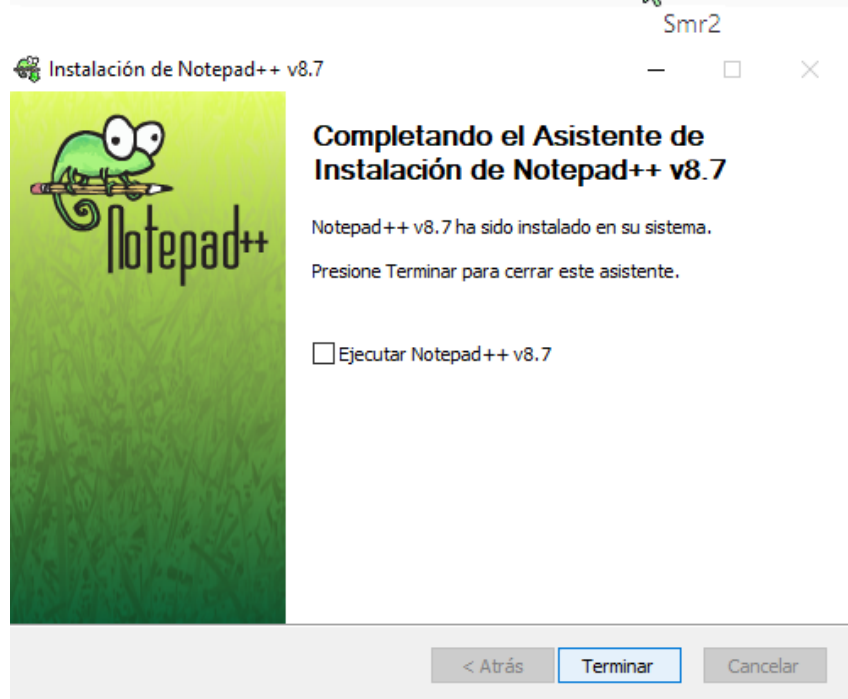 Smr2
Instalación de Notepad++ v8.7
Notepad++
Completando el Asistente de
Instalación de Notepad++ v8.7
Notepad++ v8.7 ha sido instalado en su sistema.
Presione Terminar para cerrar este asistente.
Ejecutar Notepad++ v8.7
< Atrás
Terminar
Cancelar